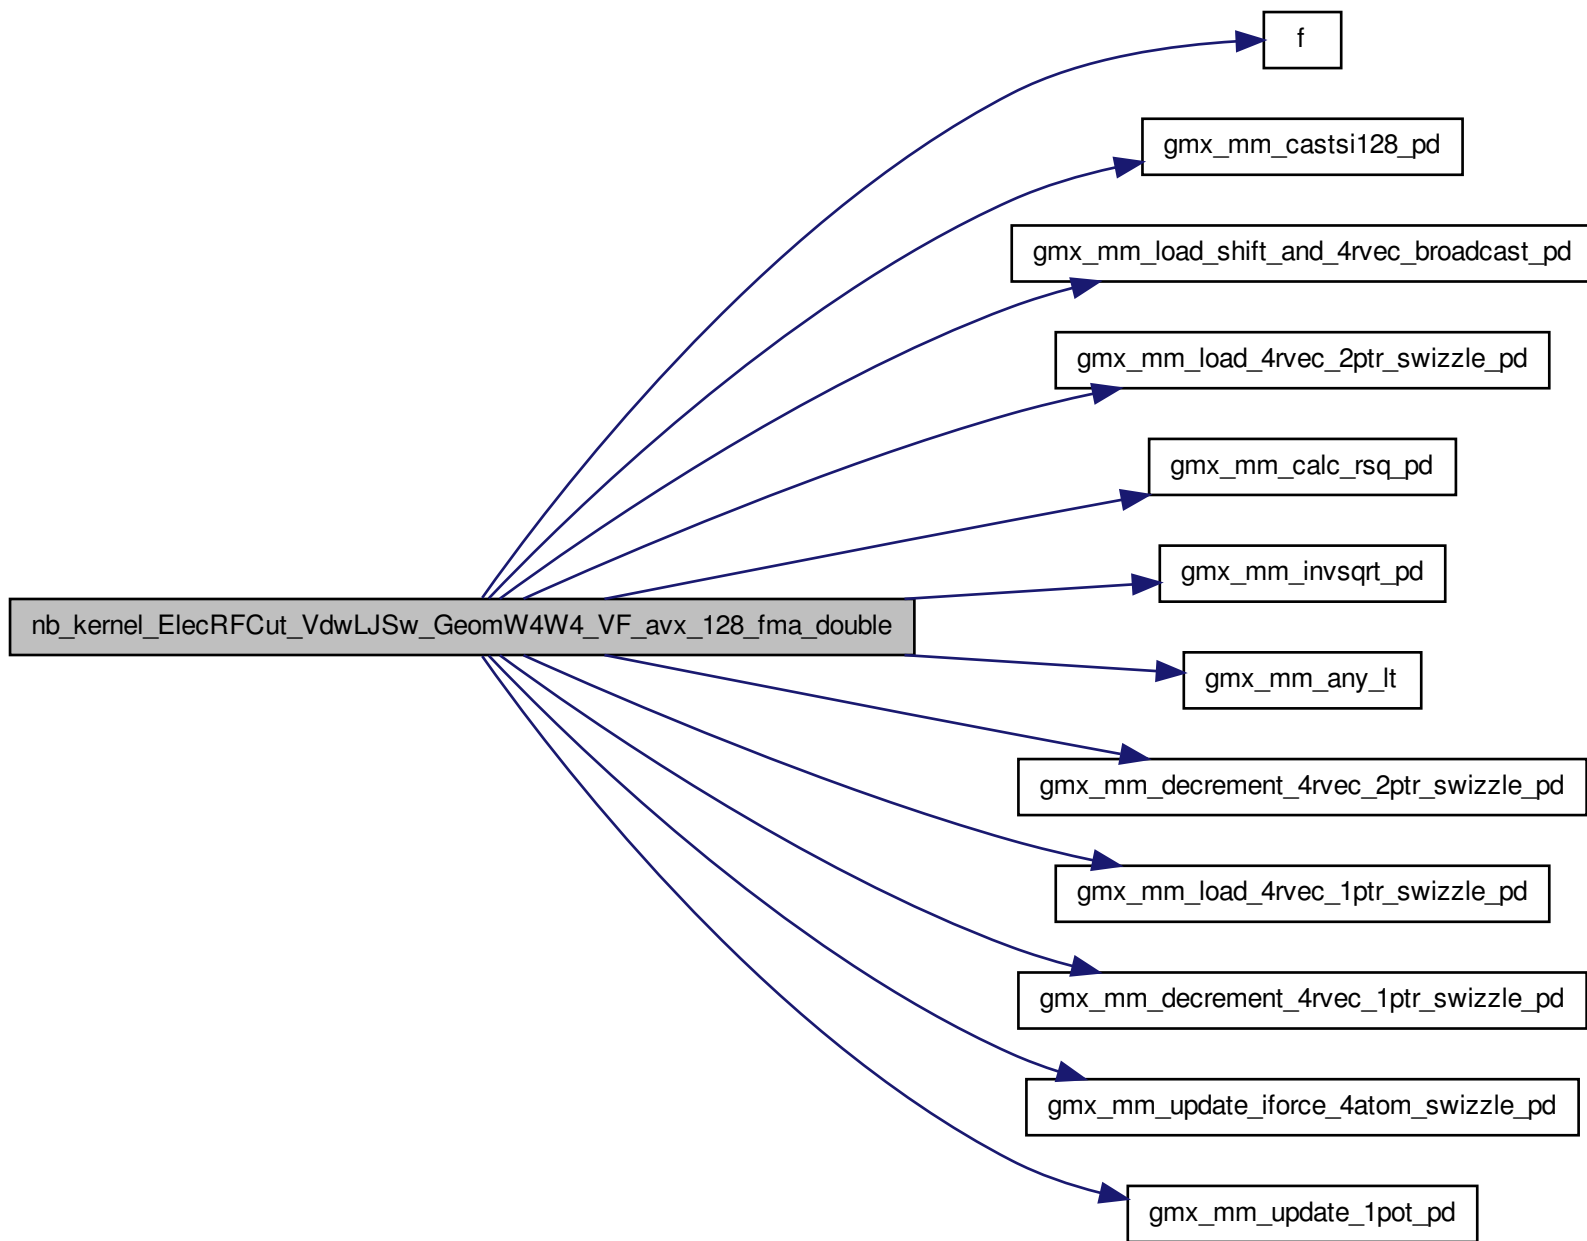 f
gmx_mm_castsi128_pd
gmx_mm_load_shift_and_4rvec_broadcast_pd
gmx_mm_load_4rvec_2ptr_swizzle_pd
gmx_mm_calc_rsq_pd
gmx_mm_invsqrt_pd
nb_kernel_ElecRFCut_VdwLJSw_GeomW4W4_VF_avx_128_fma_double
gmx_mm_any_lt
gmx_mm_decrement_4rvec_2ptr_swizzle_pd
gmx_mm_load_4rvec_1ptr_swizzle_pd
gmx_mm_decrement_4rvec_1ptr_swizzle_pd
gmx_mm_update_iforce_4atom_swizzle_pd
gmx_mm_update_1pot_pd